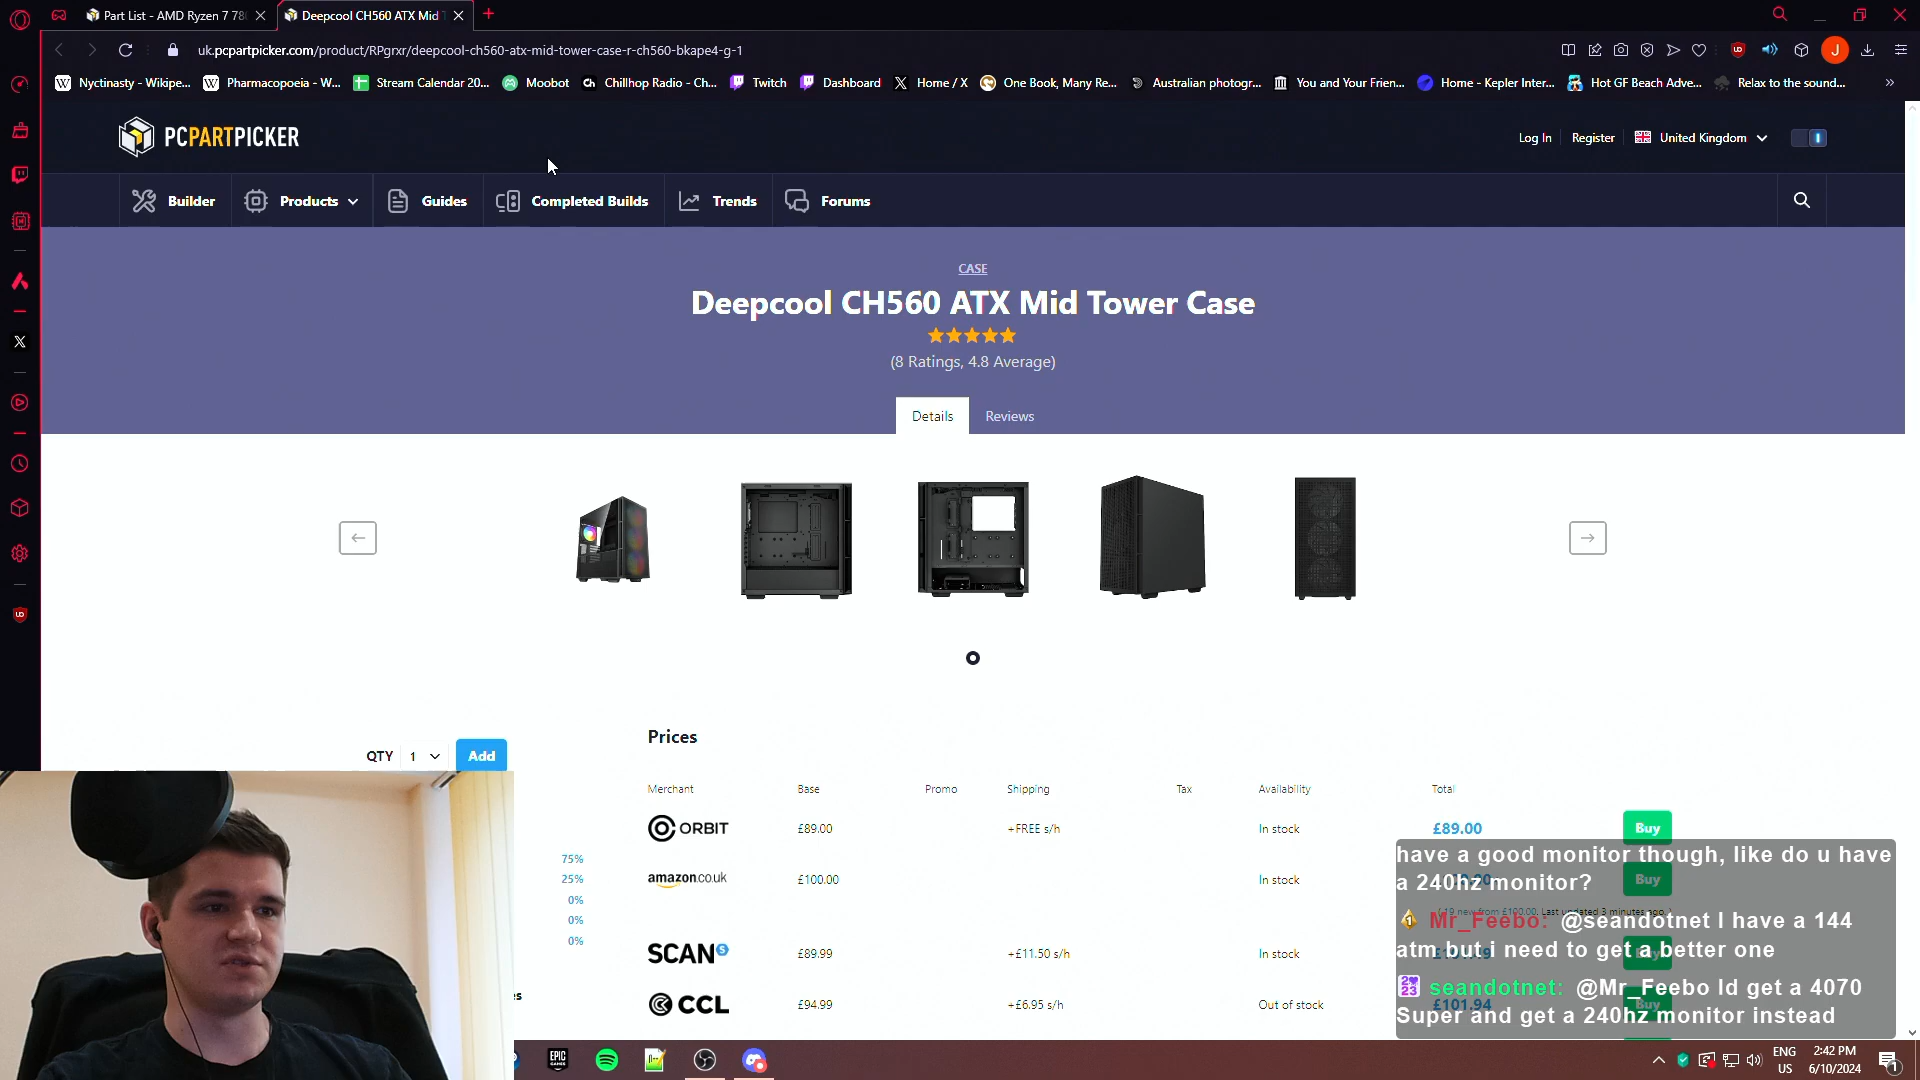 Part List - AMD Ryzen 7 78
Deepcool CH560 ATX Mid T
uk.pcpartpicker.com/product/RPgrxr/deepcool-ch560-atx-mid-tower-case-r-ch560-bkape4-g-1
J
Nyctinasty - Wikipe... Pharmacopoeia - W... Stream Calendar 20... Moobot Chillhop Radio - Ch... Twitch Dashboard Home / X One Book, Many Re... Australian photogr... You and Your Frien... Home - Kepler Inter... Hot GF Beach Adve... Relax to the sound...
PCPARTPICKER
Log In Register United Kingdom
Builder Products Guides Completed Builds Trends Forums
CASE
Deepcool CH560 ATX Mid Tower Case
(8 Ratings, 4.8 Average)
Details Reviews
Prices
QTY 1 Add
Merchant Base Promo Shipping Tax Availability Total
ORBIT £89.00 +FREE s/h In stock £89.00 Buy
75%
amazon.co.uk £100.00 In stock Buy
25%
0%
0%
0%
SCAN £89.99 +£11.50 s/h In stock
es
CCL £94.99 +£6.95 s/h Out of stock £101.94 Buy
have a good monitor though, like do u have
a 240hz monitor?
Mr_Feebo: @seandotnet I have a 144
atm but i need to get a better one
seandotnet: @Mr_Feebo Id get a 4070
Super and get a 240hz monitor instead
EPIC GAMES
ENG
US
2:42 PM
6/10/2024
1